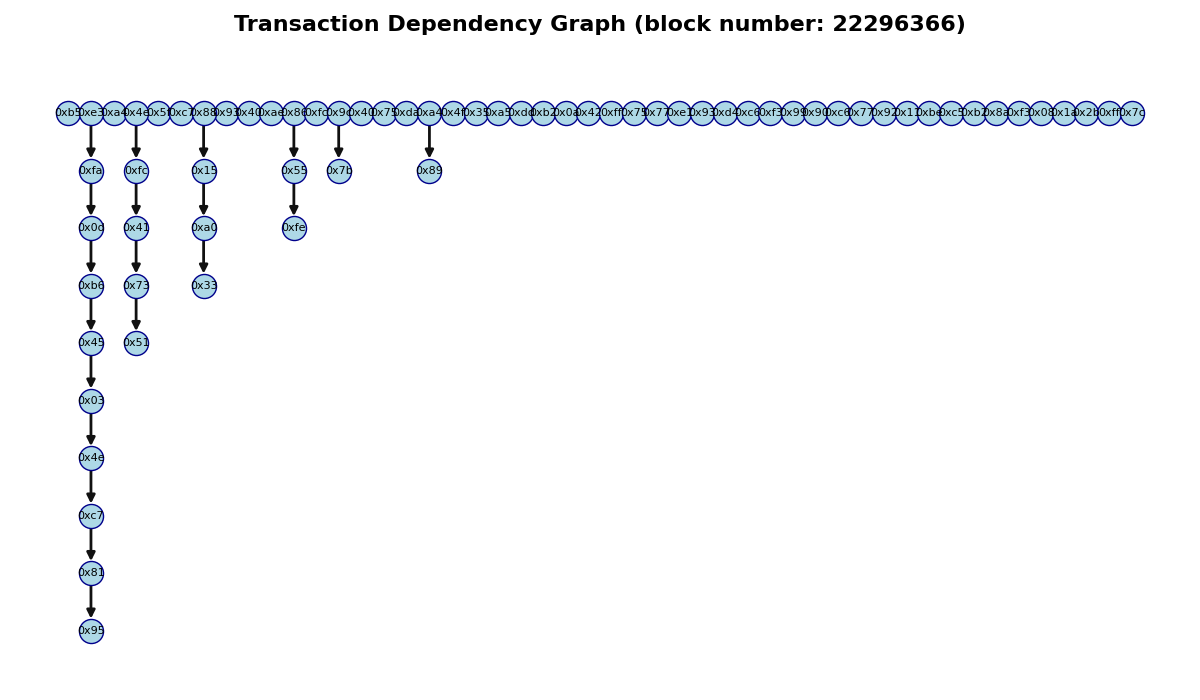 Transaction Dependency Graph (block number: 22296366)
0xb5 0xe3 0xa4 0x4e 0x5f 0xc7 0x88 0x93 0x40 0xae 0x86 0xfc 0x9d 0x40 0x75 0xda 0xa4 0x4f 0x35 0xa5 0xdd 0xb2 0x0a 0x42 0xff 0x75 0x77 0xe1 0x93 0xd4 0xc6 0xf3 0x99 0x90 0xc6 0x77 0x92 0x11 0xbe 0xc5 0xb2 0x8a 0xf3 0x08 0x1a 0x2b 0xff 0x7c
0xfa 0xfc 0x15 0x55 0x7b 0x89
0x0d 0x41 0xa0 0xfe
0xb6 0x73 0x33
0x45 0x51
0x03
0x4e
0xc7
0x81
0x95